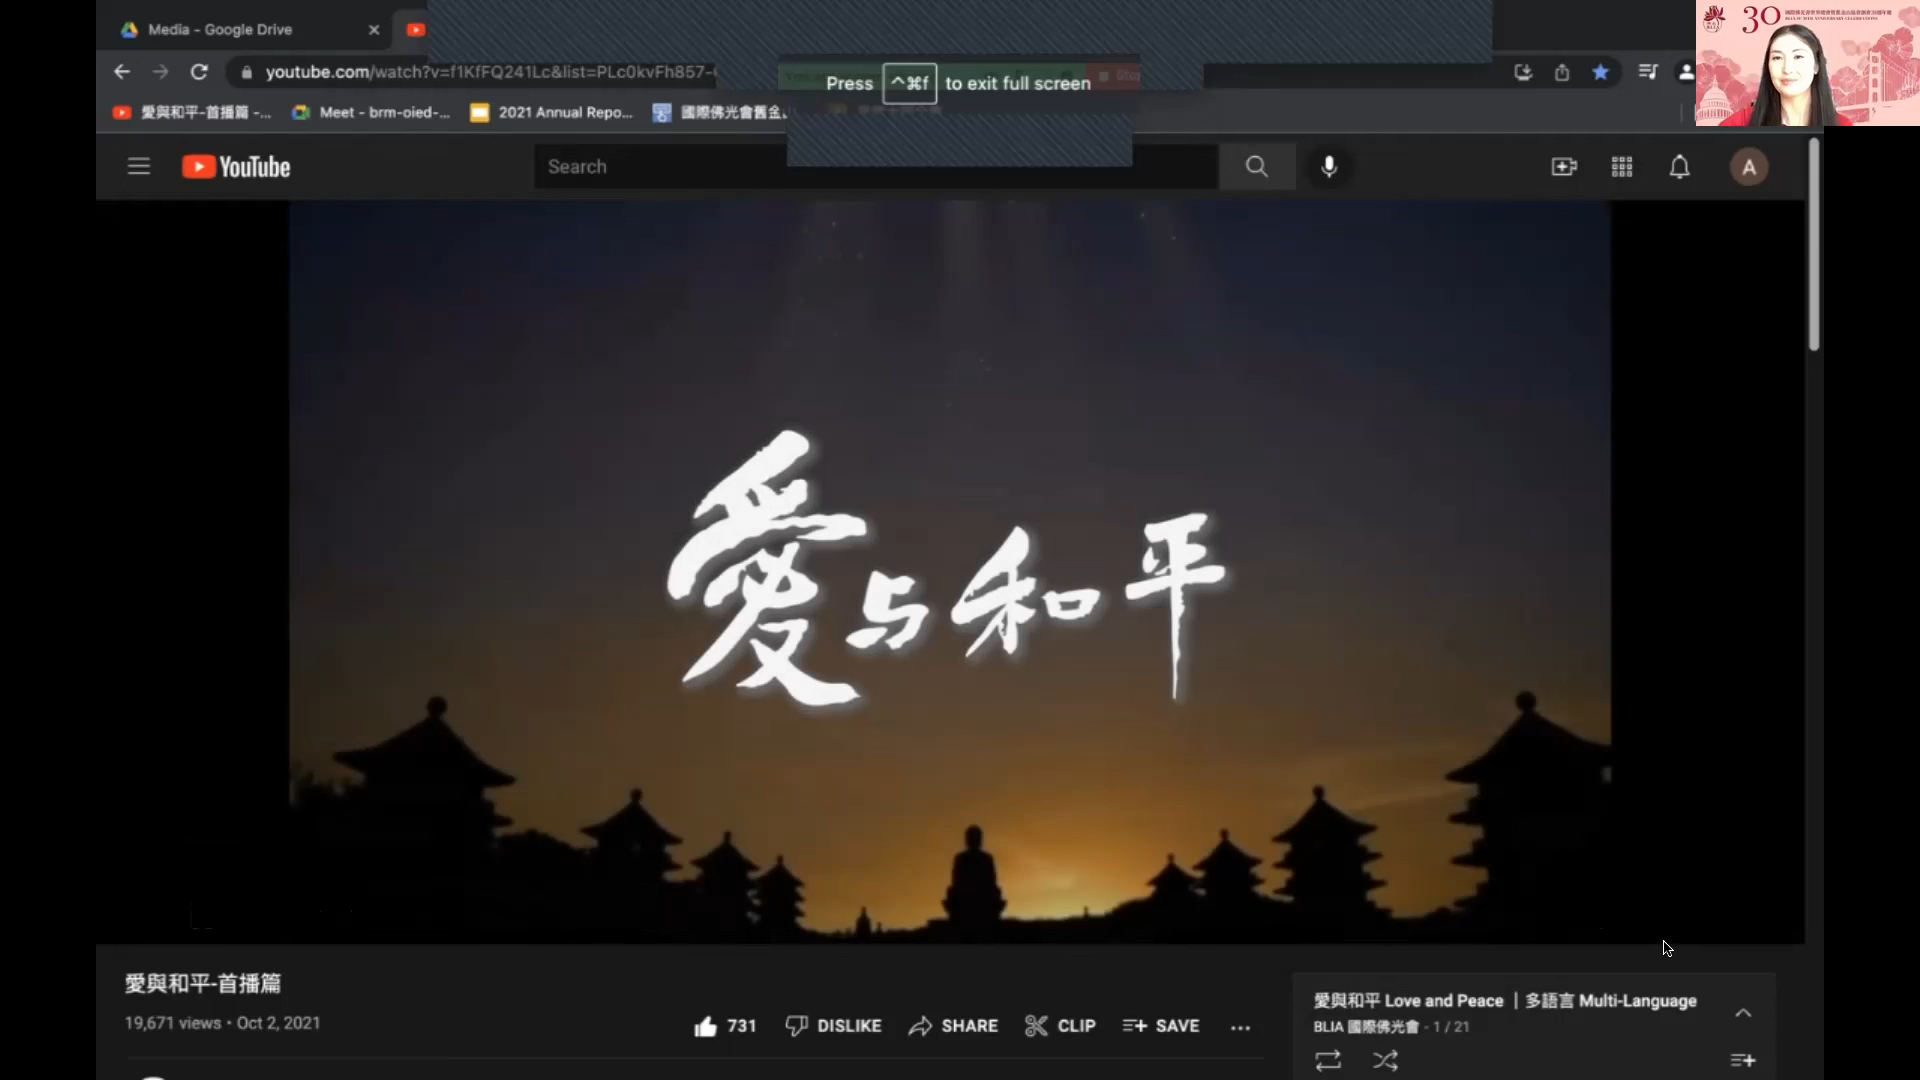 Media - Google Drive
youtube.com/watch?v=f1KfFQ241Lc&list=PLc0kvFh857-
Press ^⌘f to exit full screen
愛與和平-首播篇 -...
Meet - brm-oied-...
2021 Annual Repo...
國際佛光會舊金
30
BLIA
YouTube
Search
A
愛与和平
愛與和平-首播篇
19,671 views • Oct 2, 2021
731
DISLIKE
SHARE
CLIP
SAVE
愛與和平 Love and Peace ｜多語言 Multi-Language
BLIA 國際佛光會 - 1 / 21